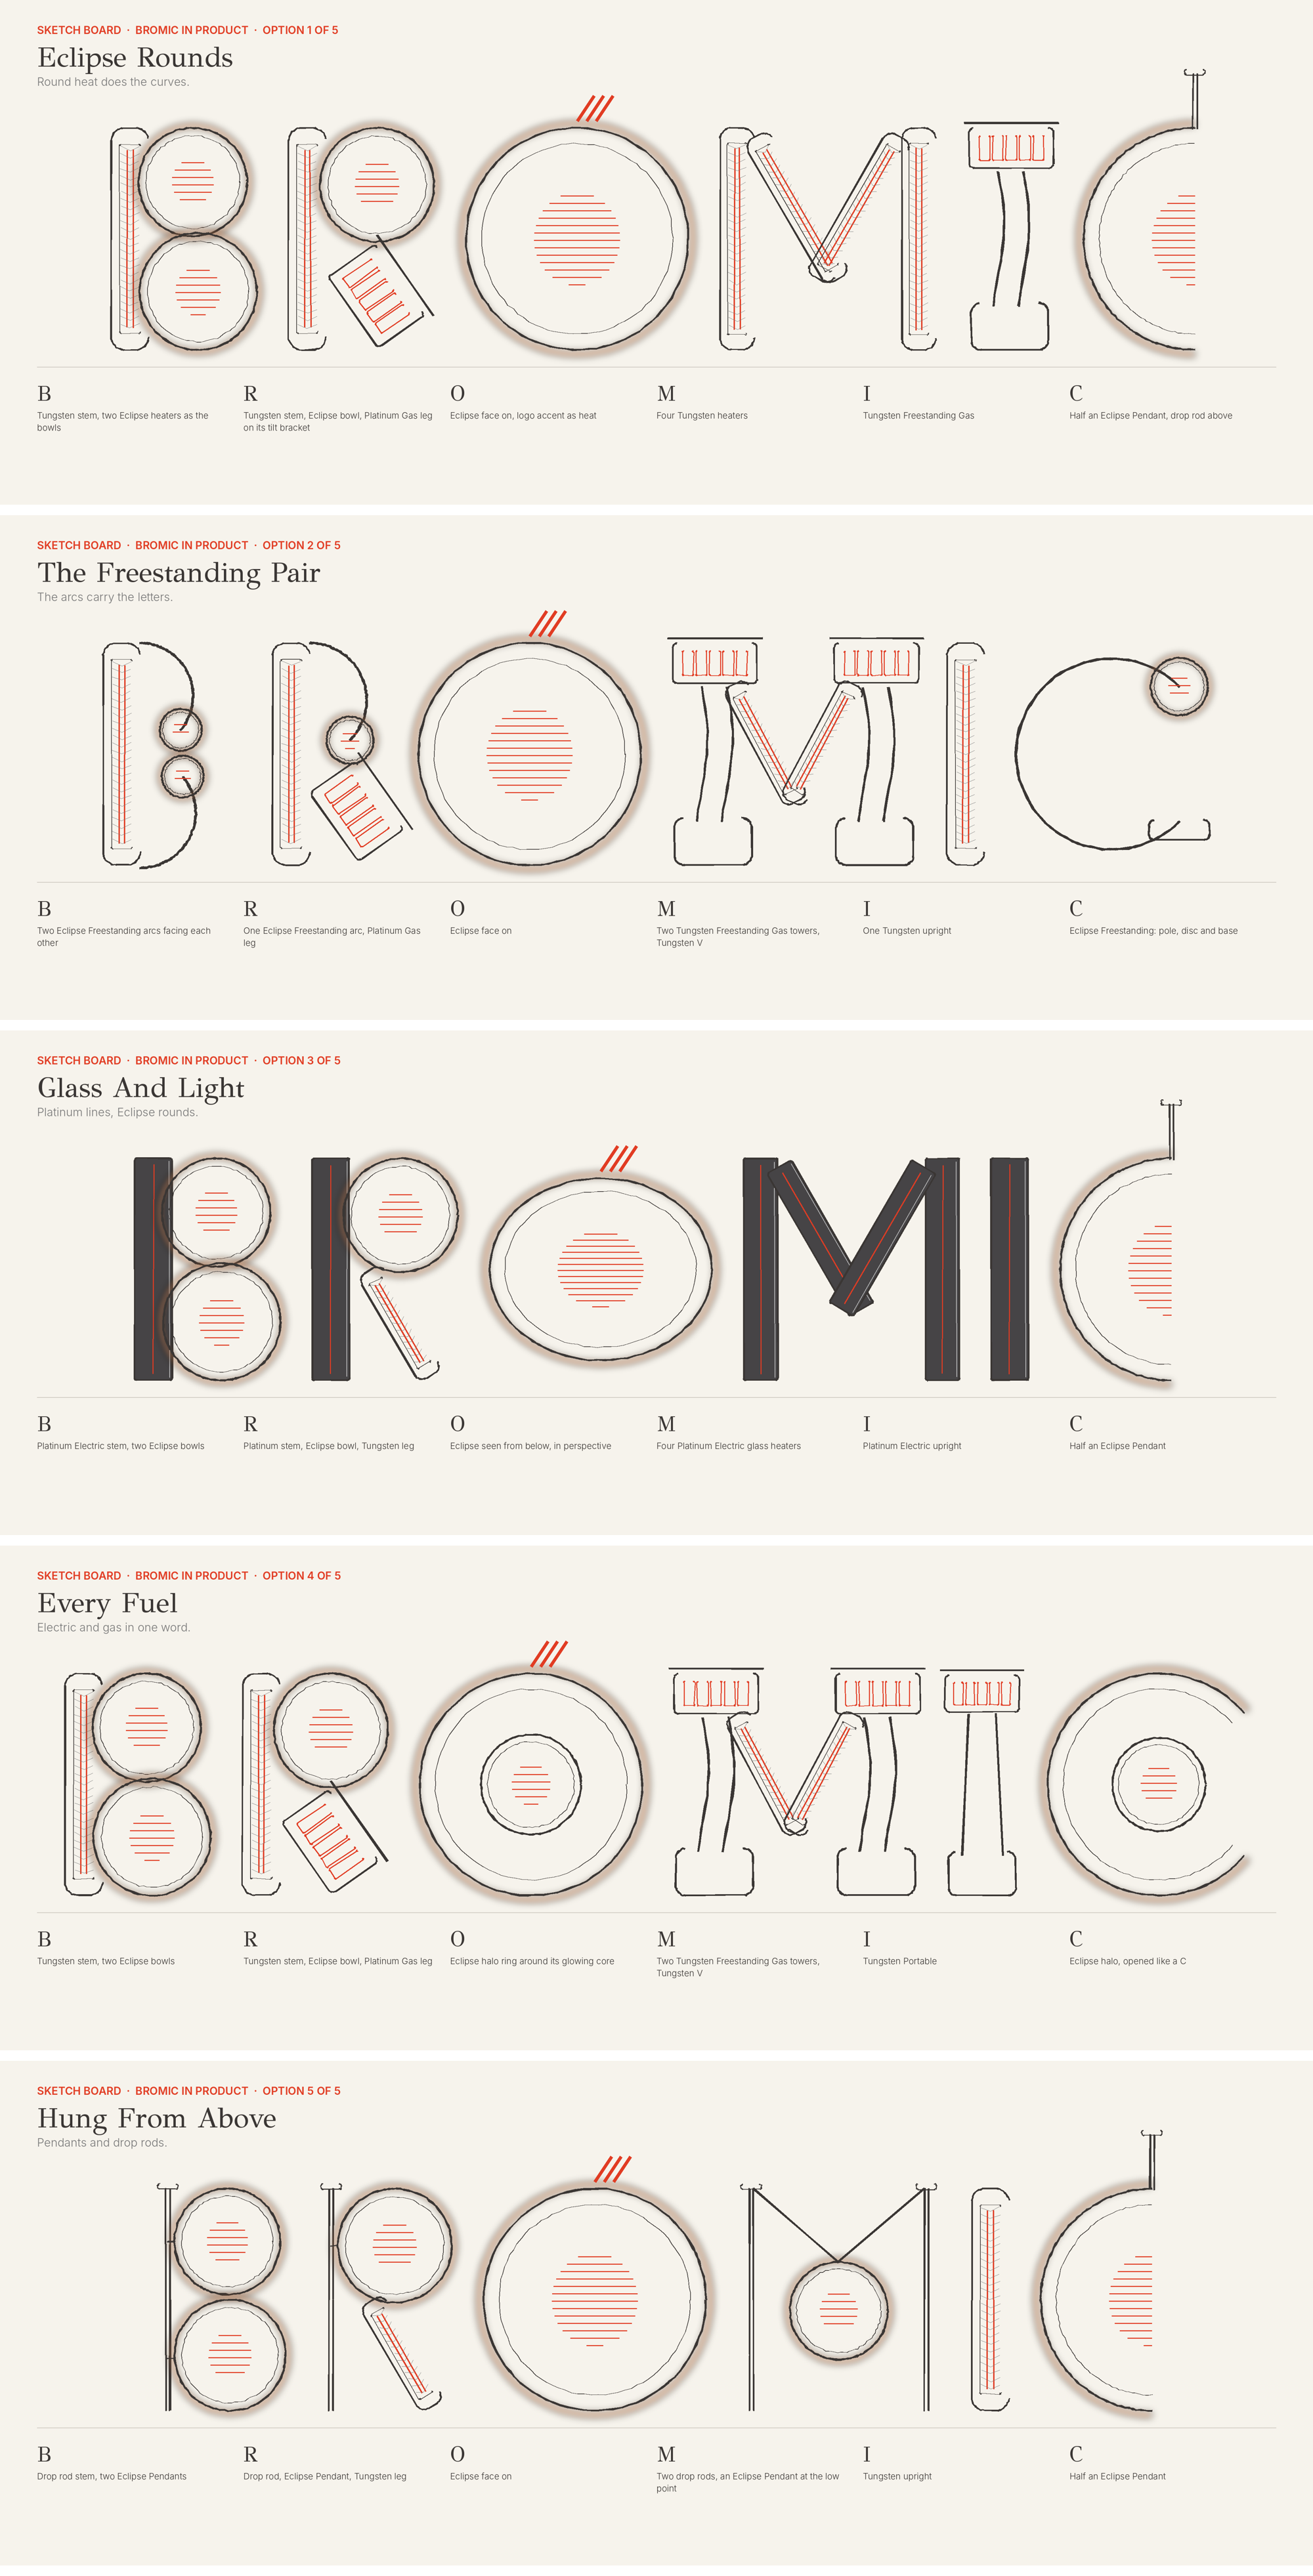 SKETCH BOARD · BROMIC IN PRODUCT · OPTION 1 OF 5
Eclipse Rounds
Round heat does the curves.
B
Tungsten stem, two Eclipse heaters as the
bowls
R
Tungsten stem, Eclipse bowl, Platinum Gas leg
on its tilt bracket
O
Eclipse face on, logo accent as heat
M
Four Tungsten heaters
I
Tungsten Freestanding Gas
C
Half an Eclipse Pendant, drop rod above
SKETCH BOARD · BROMIC IN PRODUCT · OPTION 2 OF 5
The Freestanding Pair
The arcs carry the letters.
B
Two Eclipse Freestanding arcs facing each
other
R
One Eclipse Freestanding arc, Platinum Gas
leg
O
Eclipse face on
M
Two Tungsten Freestanding Gas towers,
Tungsten V
I
One Tungsten upright
C
Eclipse Freestanding: pole, disc and base
SKETCH BOARD · BROMIC IN PRODUCT · OPTION 3 OF 5
Glass And Light
Platinum lines, Eclipse rounds.
B
Platinum Electric stem, two Eclipse bowls
R
Platinum stem, Eclipse bowl, Tungsten leg
O
Eclipse seen from below, in perspective
M
Four Platinum Electric glass heaters
I
Platinum Electric upright
C
Half an Eclipse Pendant
SKETCH BOARD · BROMIC IN PRODUCT · OPTION 4 OF 5
Every Fuel
Electric and gas in one word.
B
Tungsten stem, two Eclipse bowls
R
Tungsten stem, Eclipse bowl, Platinum Gas leg
O
Eclipse halo ring around its glowing core
M
Two Tungsten Freestanding Gas towers,
Tungsten V
I
Tungsten Portable
C
Eclipse halo, opened like a C
SKETCH BOARD · BROMIC IN PRODUCT · OPTION 5 OF 5
Hung From Above
Pendants and drop rods.
B
Drop rod stem, two Eclipse Pendants
R
Drop rod, Eclipse Pendant, Tungsten leg
O
Eclipse face on
M
Two drop rods, an Eclipse Pendant at the low
point
I
Tungsten upright
C
Half an Eclipse Pendant